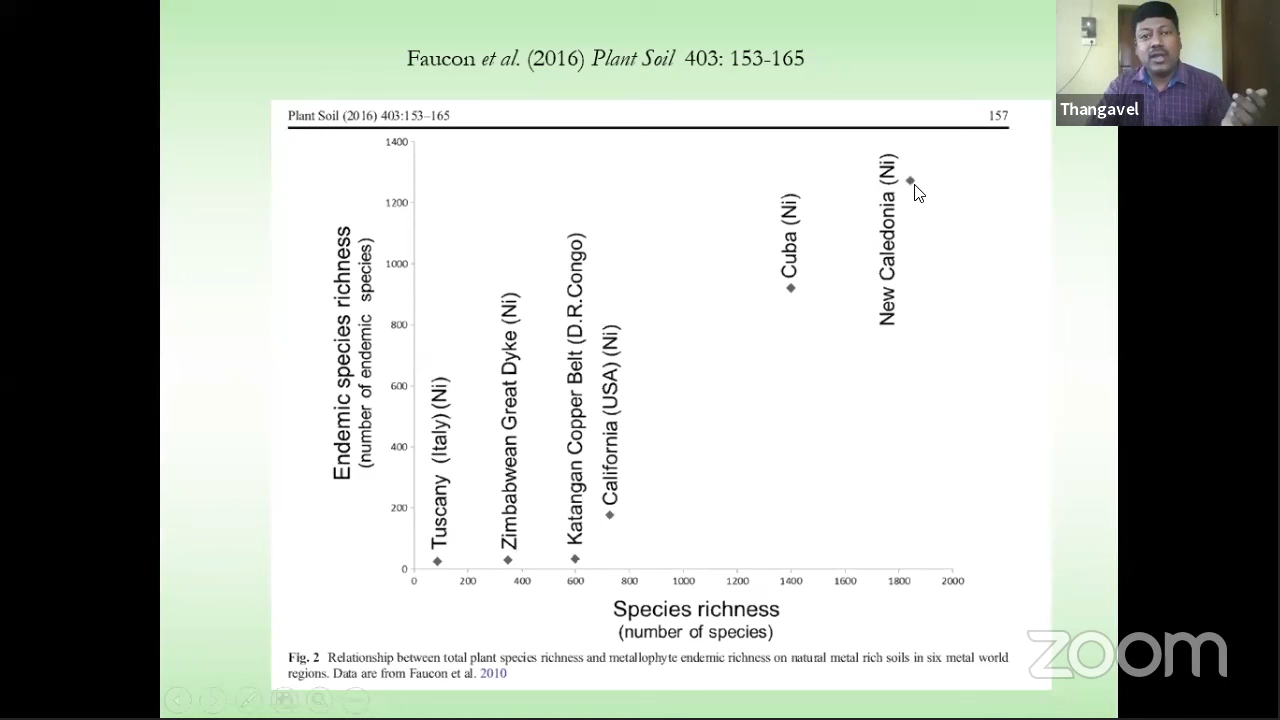 Faucon et al. (2016) Plant Soil 403: 153-165
Thangavel
Plant Soil (2016) 403:153–165
157
1400
1200
1000
800
600
400
200
0
Endemic species richness
(number of endemic species)
Tuscany (Italy) (Ni)
Zimbabwean Great Dyke (Ni)
Katangan Copper Belt (D.R.Congo)
California (USA) (Ni)
Cuba (Ni)
New Caledonia (Ni)
0 200 400 600 800 1000 1200 1400 1600 1800 2000
Species richness
(number of species)
Fig. 2 Relationship between total plant species richness and metallophyte endemic richness on natural metal rich soils in six metal world
regions. Data are from Faucon et al. 2010
zoom